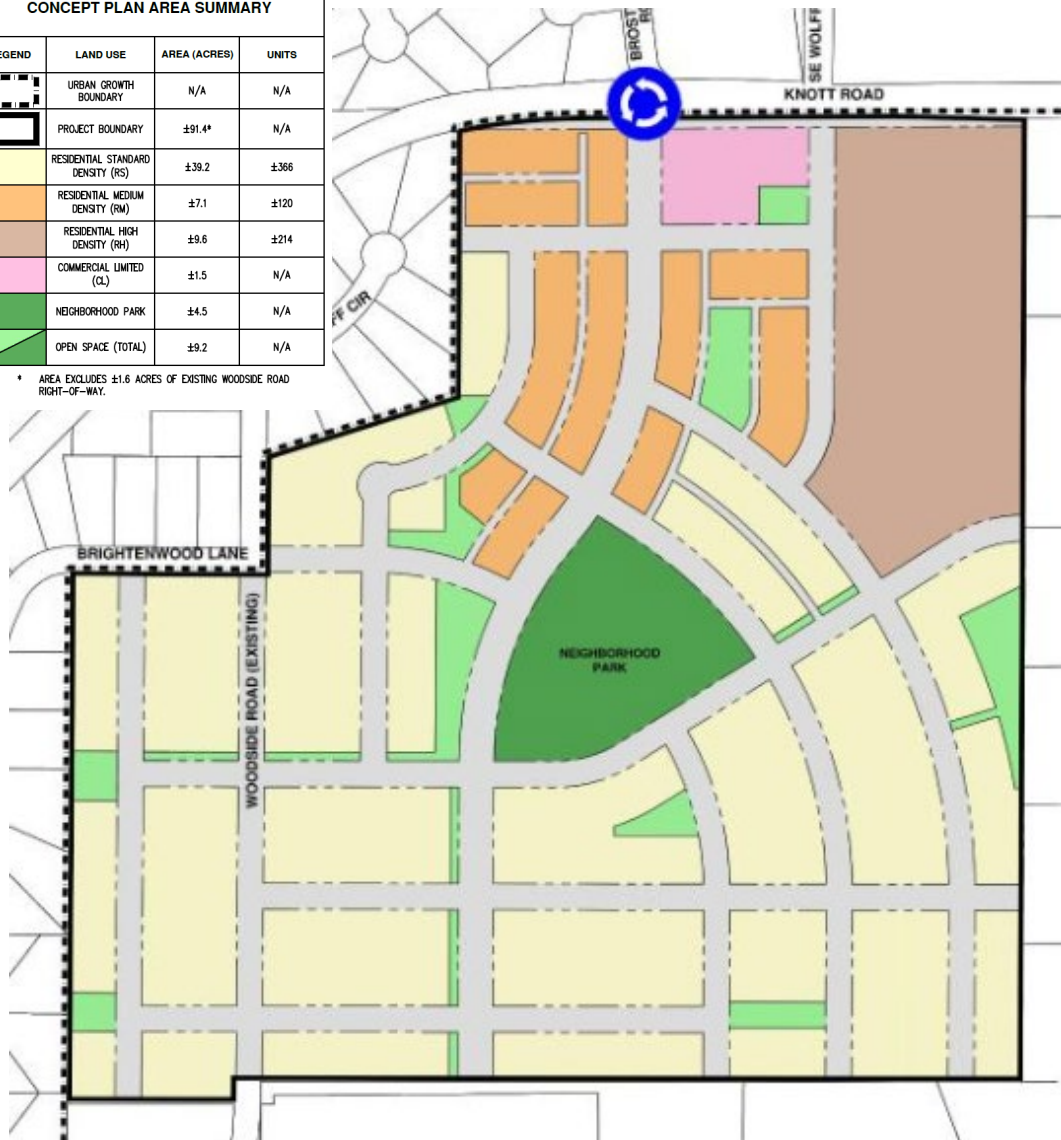 CONCEPT PLAN AREA SUMMARY
EGEND LAND USE AREA (ACRES) UNITS
URBAN GROWTH
BOUNDARY
N/A N/A
PROJECT BOUNDARY ±91.4* N/A
RESIDENTIAL STANDARD
DENSITY (RS)
±39.2 ±366
RESIDENTIAL MEDIUM
DENSITY (RM)
±7.1 ±120
RESIDENTIAL HIGH
DENSITY (RH)
±9.6 ±214
COMMERCIAL LIMITED
(CL)
±1.5 N/A
NEIGHBORHOOD PARK ±4.5 N/A
OPEN SPACE (TOTAL) ±9.2 N/A
* AREA EXCLUDES ±1.6 ACRES OF EXISTING WOODSIDE ROAD
RIGHT-OF-WAY.
BROST
RO
SE WOLF
KNOTT ROAD
FF CIR
BRIGHTENWOOD LANE
WOODSIDE ROAD (EXISTING)
NEIGHBORHOOD
PARK